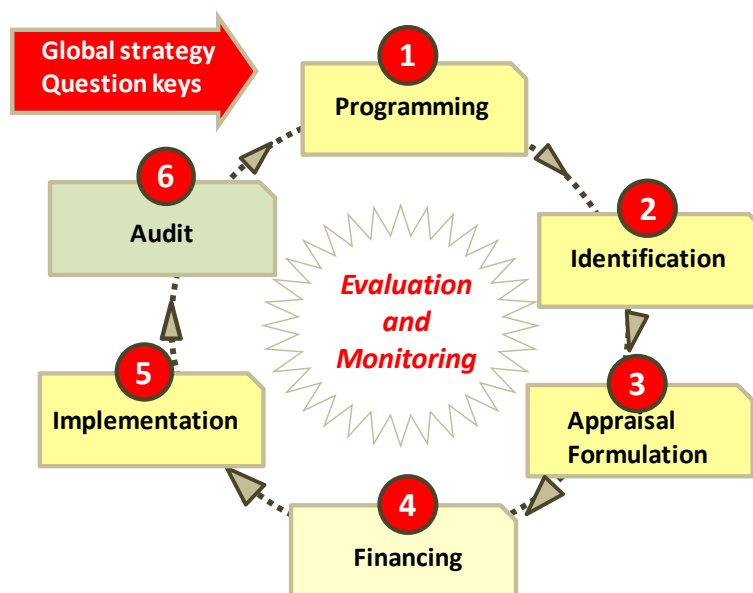 Global strategy
Question keys
1
Programming
2
Identification
3
Appraisal
Formulation
4
Financing
5
Implementation
6
Audit
Evaluation
and
Monitoring